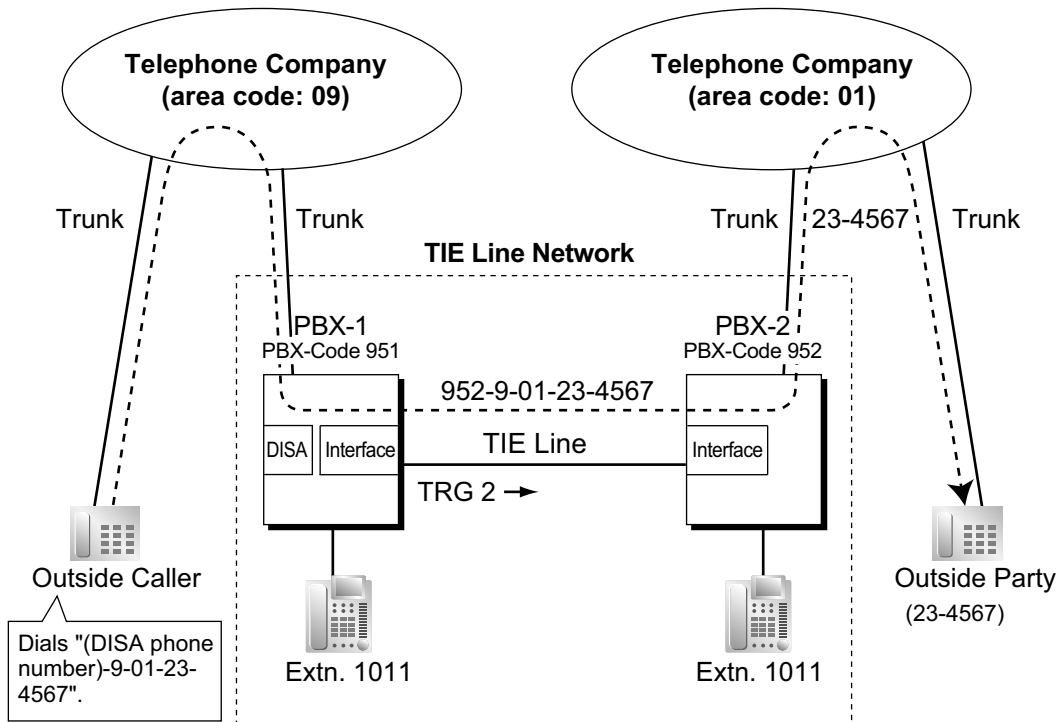 Telephone Company
(area code: 09)
Telephone Company
(area code: 01)
Trunk
Trunk
Trunk
23-4567
Trunk
TIE Line Network
PBX-1
PBX-Code 951
PBX-2
PBX-Code 952
952-9-01-23-4567
DISA
Interface
TIE Line
Interface
TRG 2
Outside Caller
Outside Party
(23-4567)
Dials "(DISA phone
number)-9-01-23-
4567".
Extn. 1011
Extn. 1011